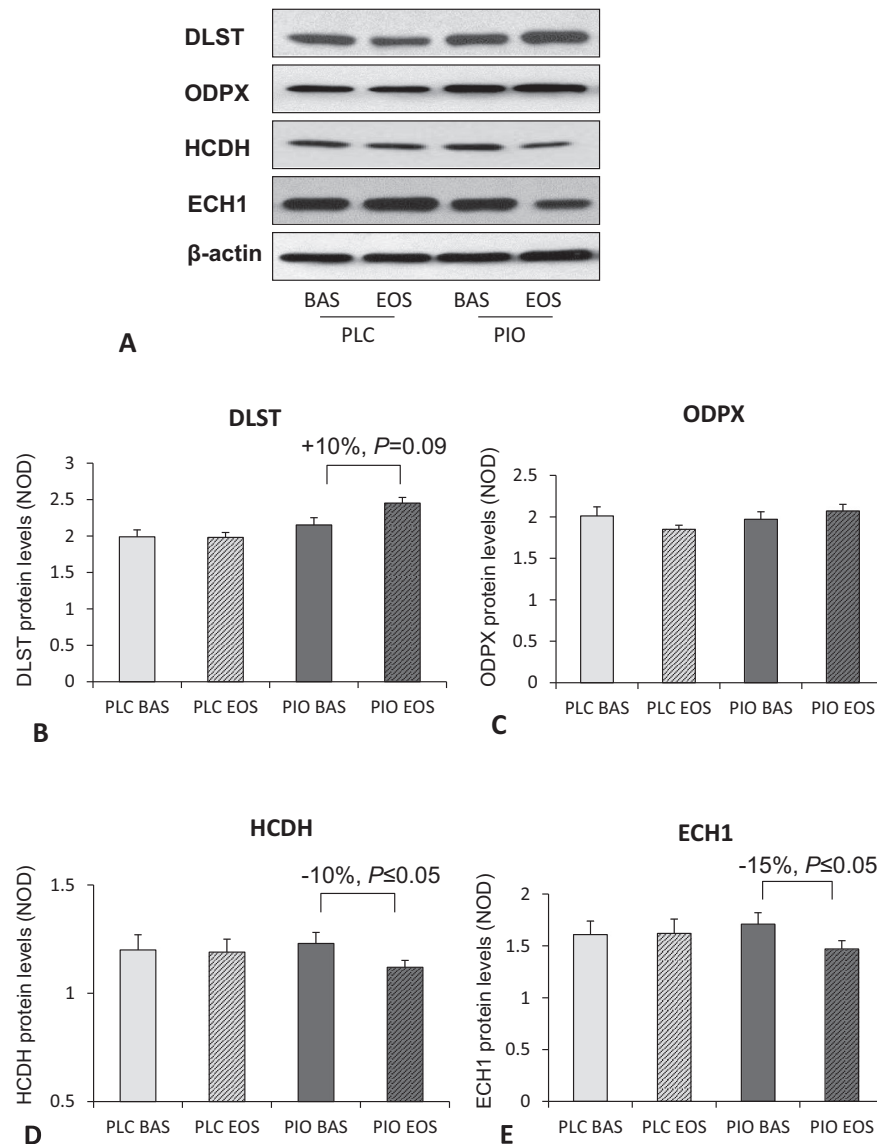 DLST
ODPX
HCDH
ECH1
β-actin
BAS EOS BAS EOS
PLC PIO
A
DLST
+10%, P=0.09
DLST protein levels (NOD)
3
2.5
2
1.5
1
0.5
0
PLC BAS PLC EOS PIO BAS PIO EOS
B
ODPX
ODPX protein levels (NOD)
2.5
2
1.5
1
0.5
0
PLC BAS PLC EOS PIO BAS PIO EOS
C
HCDH
-10%, P≤0.05
HCDH protein levels (NOD)
1.5
1
0.5
PLC BAS PLC EOS PIO BAS PIO EOS
D
ECH1
-15%, P≤0.05
ECH1 protein levels (NOD)
2
1.5
1
0.5
0
PLC BAS PLC EOS PIO BAS PIO EOS
E